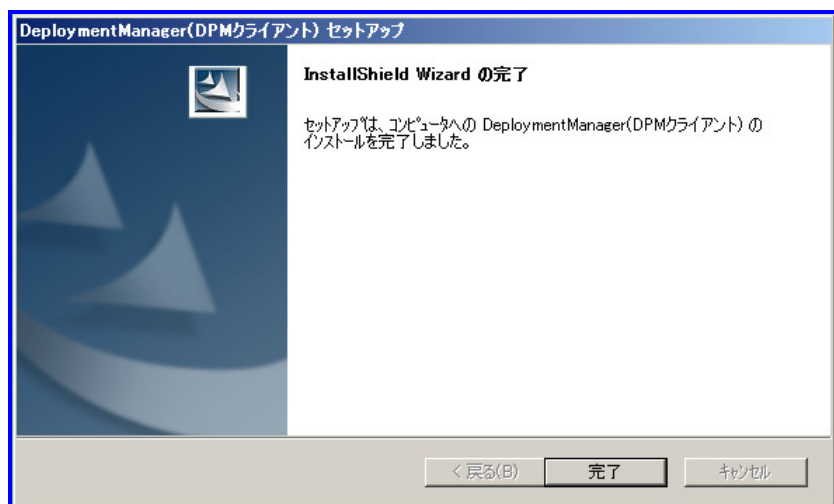 DeploymentManager(DPMクライアント) セットアップ
InstallShield Wizard の完了
セットアップは、コンピュータへの DeploymentManager(DPMクライアント) の
インストールを完了しました。
< 戻る(B)
完了
キャンセル